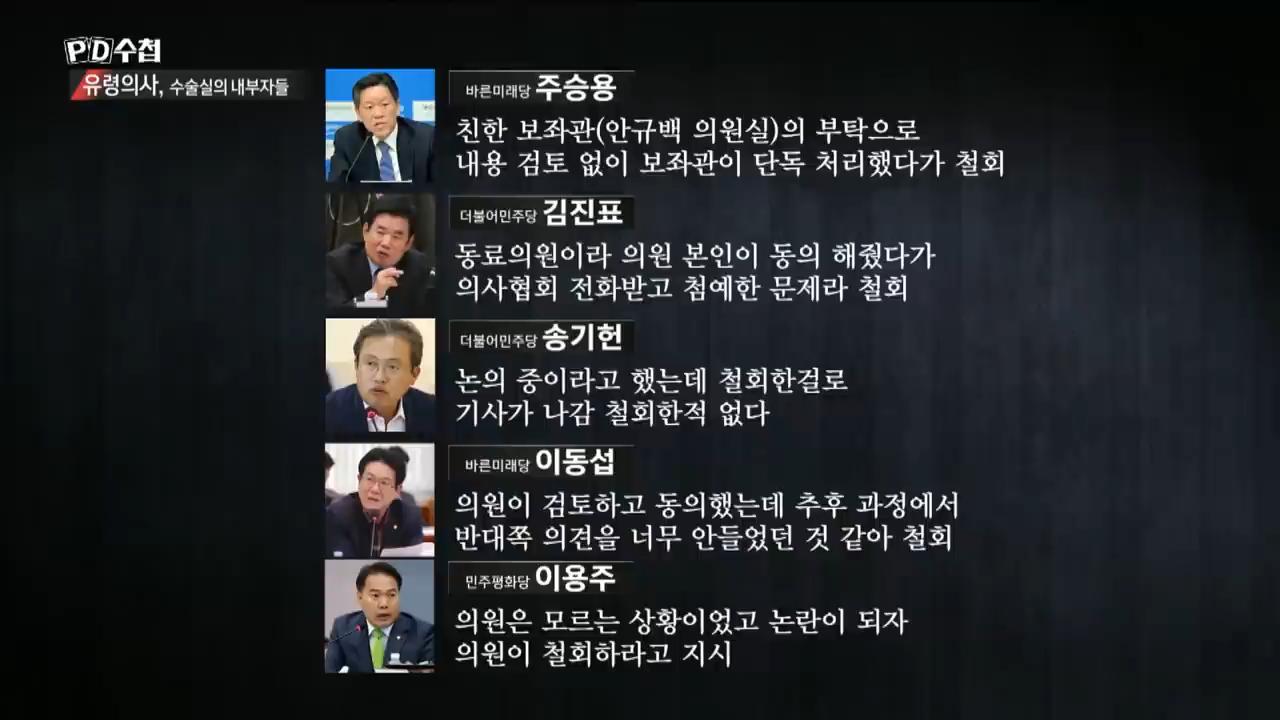 PD수첩
유령의사, 수술실의 내부자들
바른미래당 주승용
친한 보좌관(안규백 의원실)의 부탁으로
내용 검토 없이 보좌관이 단독 처리했다가 철회
더불어민주당 김진표
동료의원이라 의원 본인이 동의 해줬다가
의사협회 전화받고 첨예한 문제라 철회
더불어민주당 송기헌
논의 중이라고 했는데 철회한걸로
기사가 나감 철회한적 없다
바른미래당 이동섭
의원이 검토하고 동의했는데 추후 과정에서
반대쪽 의견을 너무 안들었던 것 같아 철회
민주평화당 이용주
의원은 모르는 상황이었고 논란이 되자
의원이 철회하라고 지시